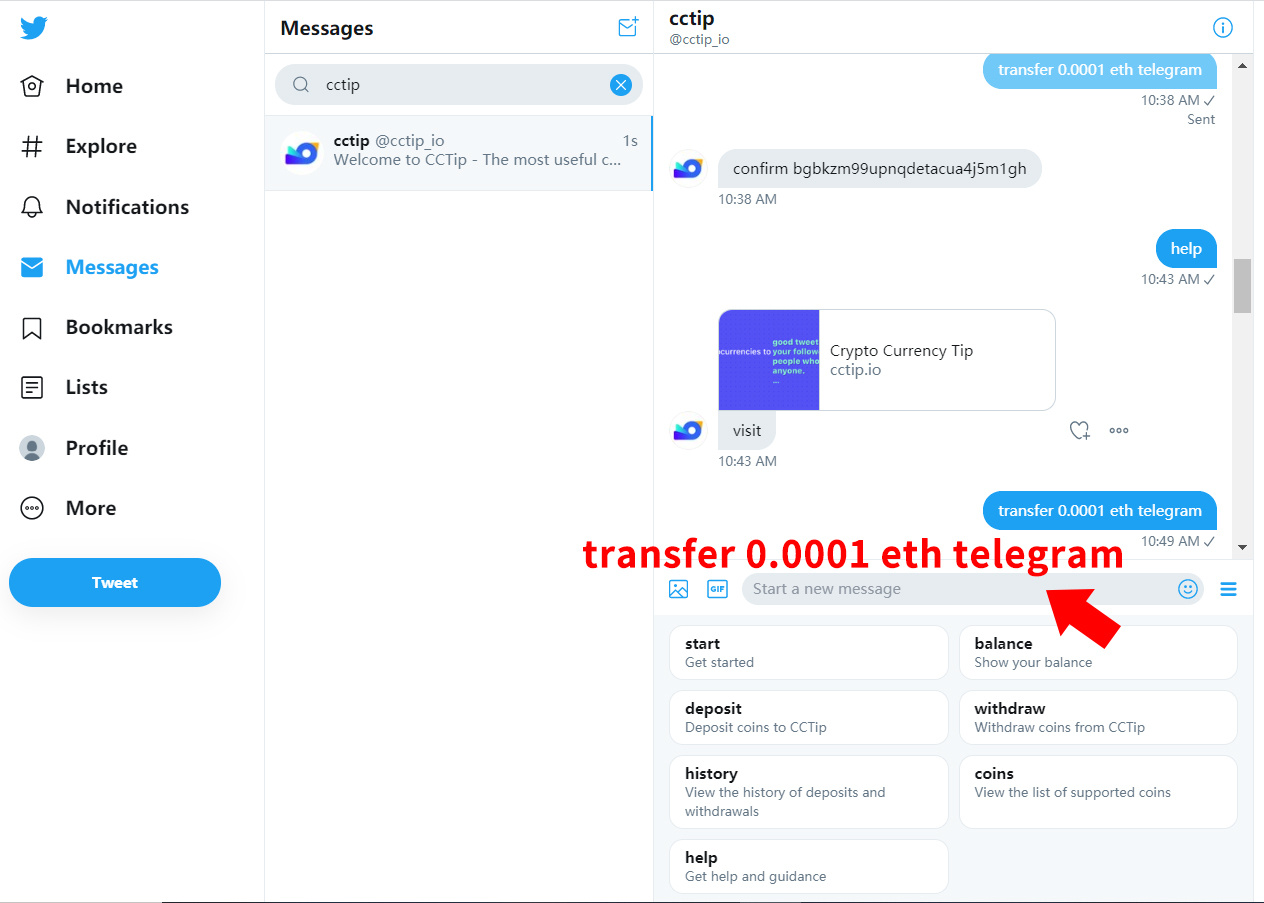 Home
Explore
Notifications
Messages
Bookmarks
Lists
Profile
More
Tweet
Messages
cctip
cctip @cctip_io 1s
Welcome to CCTip - The most useful c...
cctip
@cctip_io
transfer 0.0001 eth telegram
10:38 AM ✓
Sent
confirm bgbkzm99upnqdetacua4j5m1gh
10:38 AM
help
10:43 AM ✓
good tweet
ocurrencies to your follow
people who
anyone.
...
Crypto Currency Tip
cctip.io
visit
10:43 AM
transfer 0.0001 eth telegram
10:49 AM ✓
transfer 0.0001 eth telegram
GIF
Start a new message
start
Get started
balance
Show your balance
deposit
Deposit coins to CCTip
withdraw
Withdraw coins from CCTip
history
View the history of deposits and
withdrawals
coins
View the list of supported coins
help
Get help and guidance